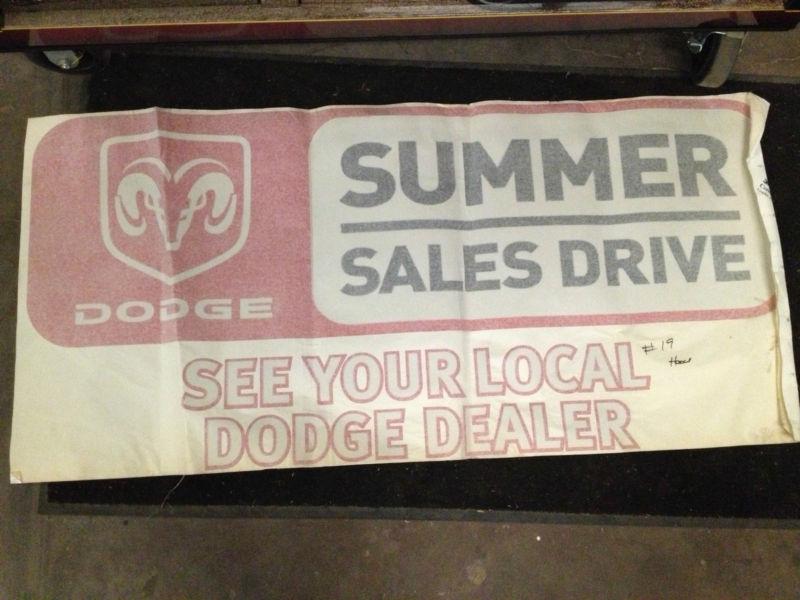 SUMMER
SALES DRIVE
DODGE
SEE YOUR LOCAL
DODGE DEALER
#19